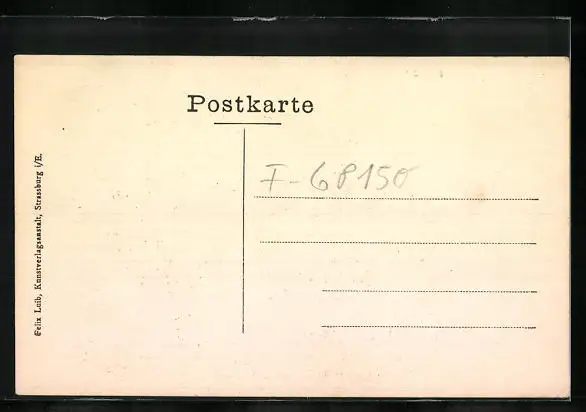 Postkarte
F-68150
Felix Luib, Kunstverlagsanstalt, Strassburg i/E.